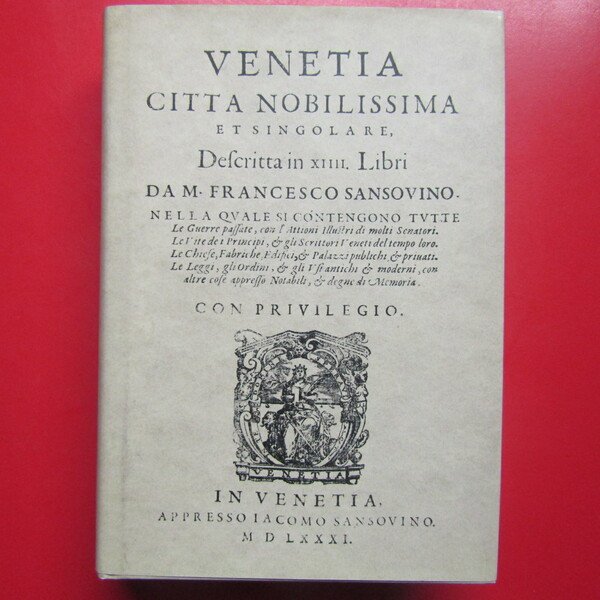 VENETIA
CITTA NOBILISSIMA
ET SINGOLARE,
Deſcritta in XIIII. Libri
DA M. FRANCESCO SANSOVINO.
NELLA QVALE SI CONTENGONO TVTTE
Le Guerre paſſate, con l'Attioni Illuſtri di molti Senatori.
Le Vite de i Principi, & gli Scrittori Veneti del tempo loro.
Le Chieſe, Fabriche, Edifici, & Palazzi publichi & priuati.
Le Leggi, gli Ordini, & gli Vſi antichi & moderni, con
altre coſe appreſſo Notabili, & degne di Memoria.
CON PRIVILEGIO.
VENETIA
IN VENETIA,
APPRESSO IACOMO SANSOVINO.
M D LXXXI.